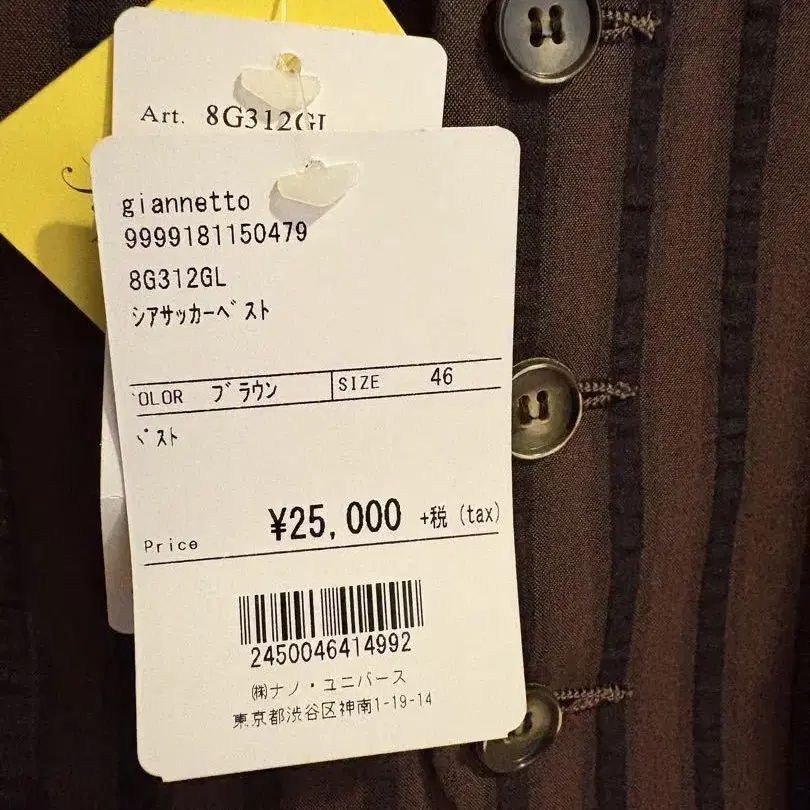 Art. 8G312GL
giannetto
9999181150479
8G312GL
シアサッカーベスト
OLOR ブラウン SIZE 46
ベスト
Price ¥25,000 +税 (tax)
2450046414992
㈱ナノ・ユニバース
東京都渋谷区神南1-19-14